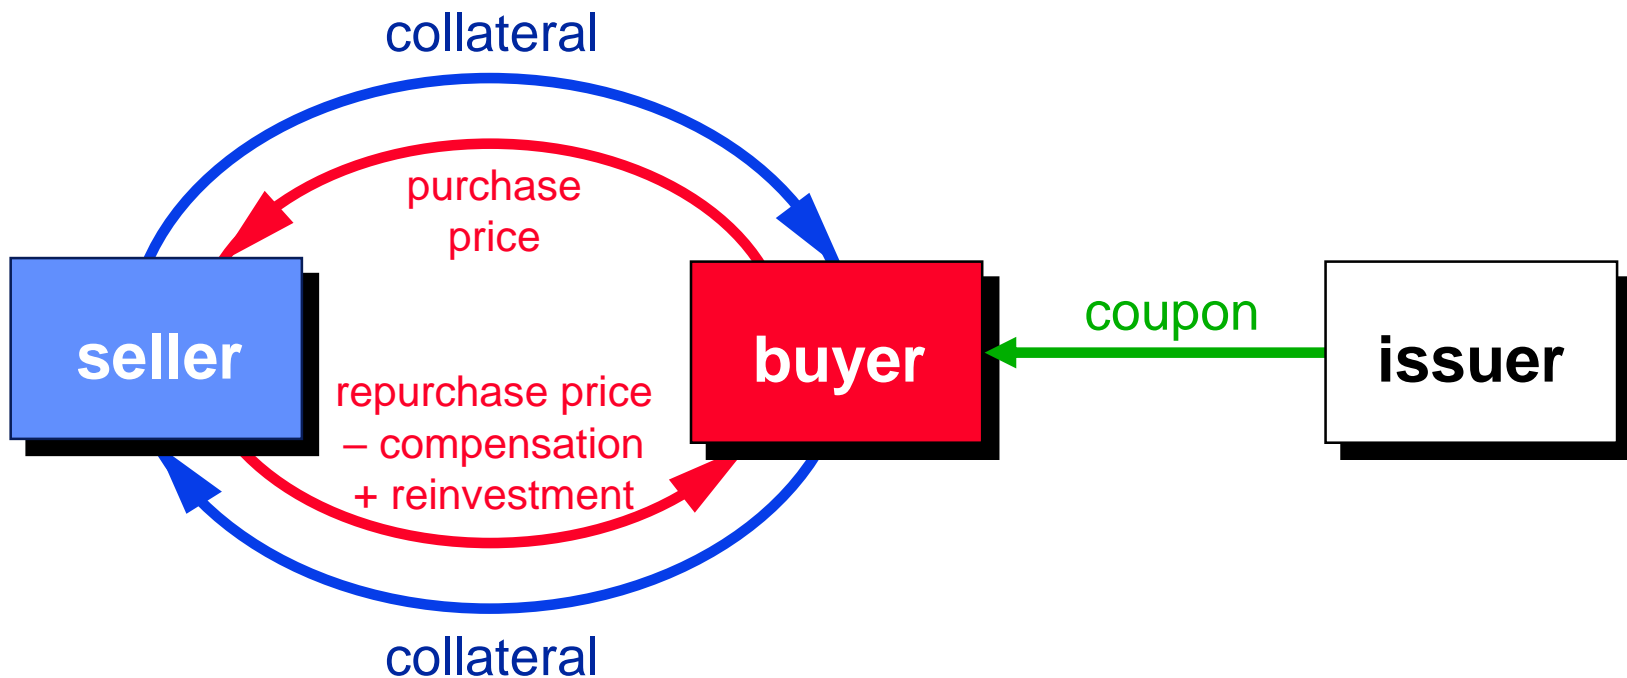 collateral
purchase
price
seller
buyer
coupon
issuer
repurchase price
– compensation
+ reinvestment
collateral